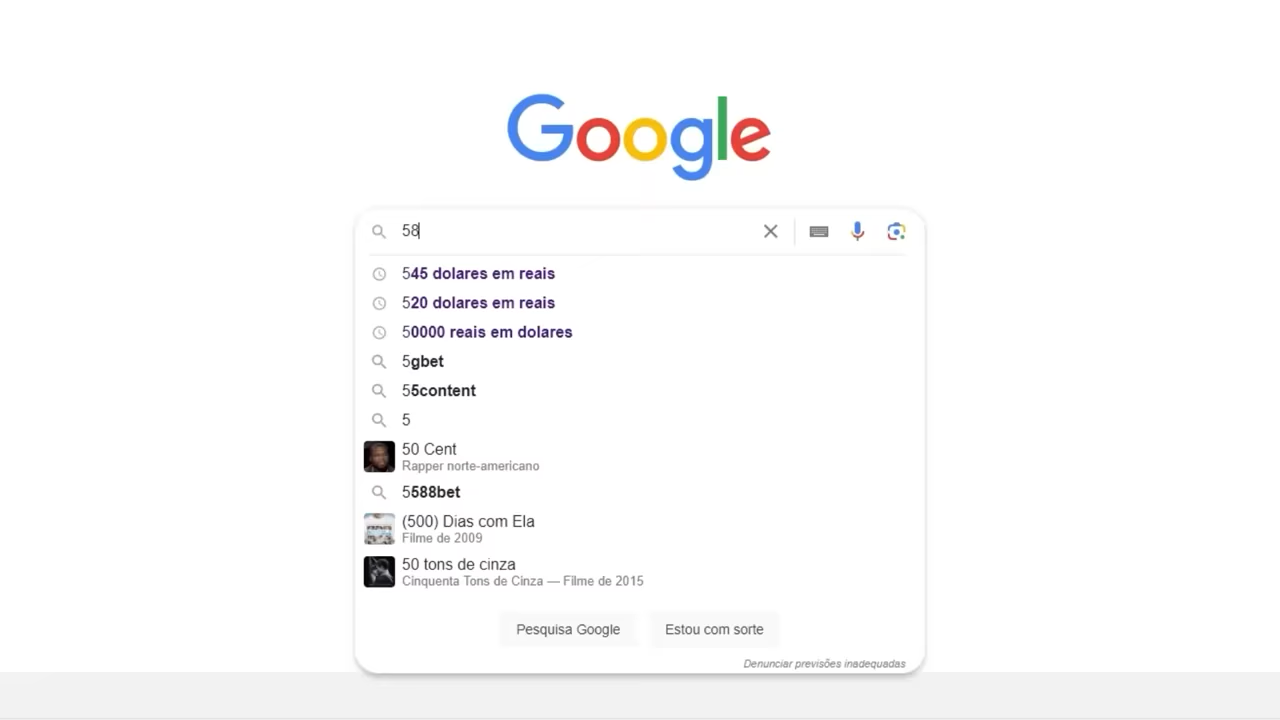 Google
58
545 dolares em reais
520 dolares em reais
50000 reais em dolares
5gbet
55content
5
50 Cent
Rapper norte-americano
5588bet
(500) Dias com Ela
Filme de 2009
50 tons de cinza
Cinquenta Tons de Cinza — Filme de 2015
Pesquisa Google
Estou com sorte
Denunciar previsões inadequadas